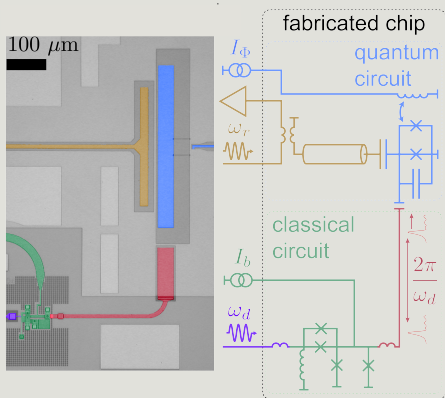 100 μm
fabricated chip
I_Φ
quantum
circuit
ω_r
classical
circuit
I_b
2π
ω_d
ω_d